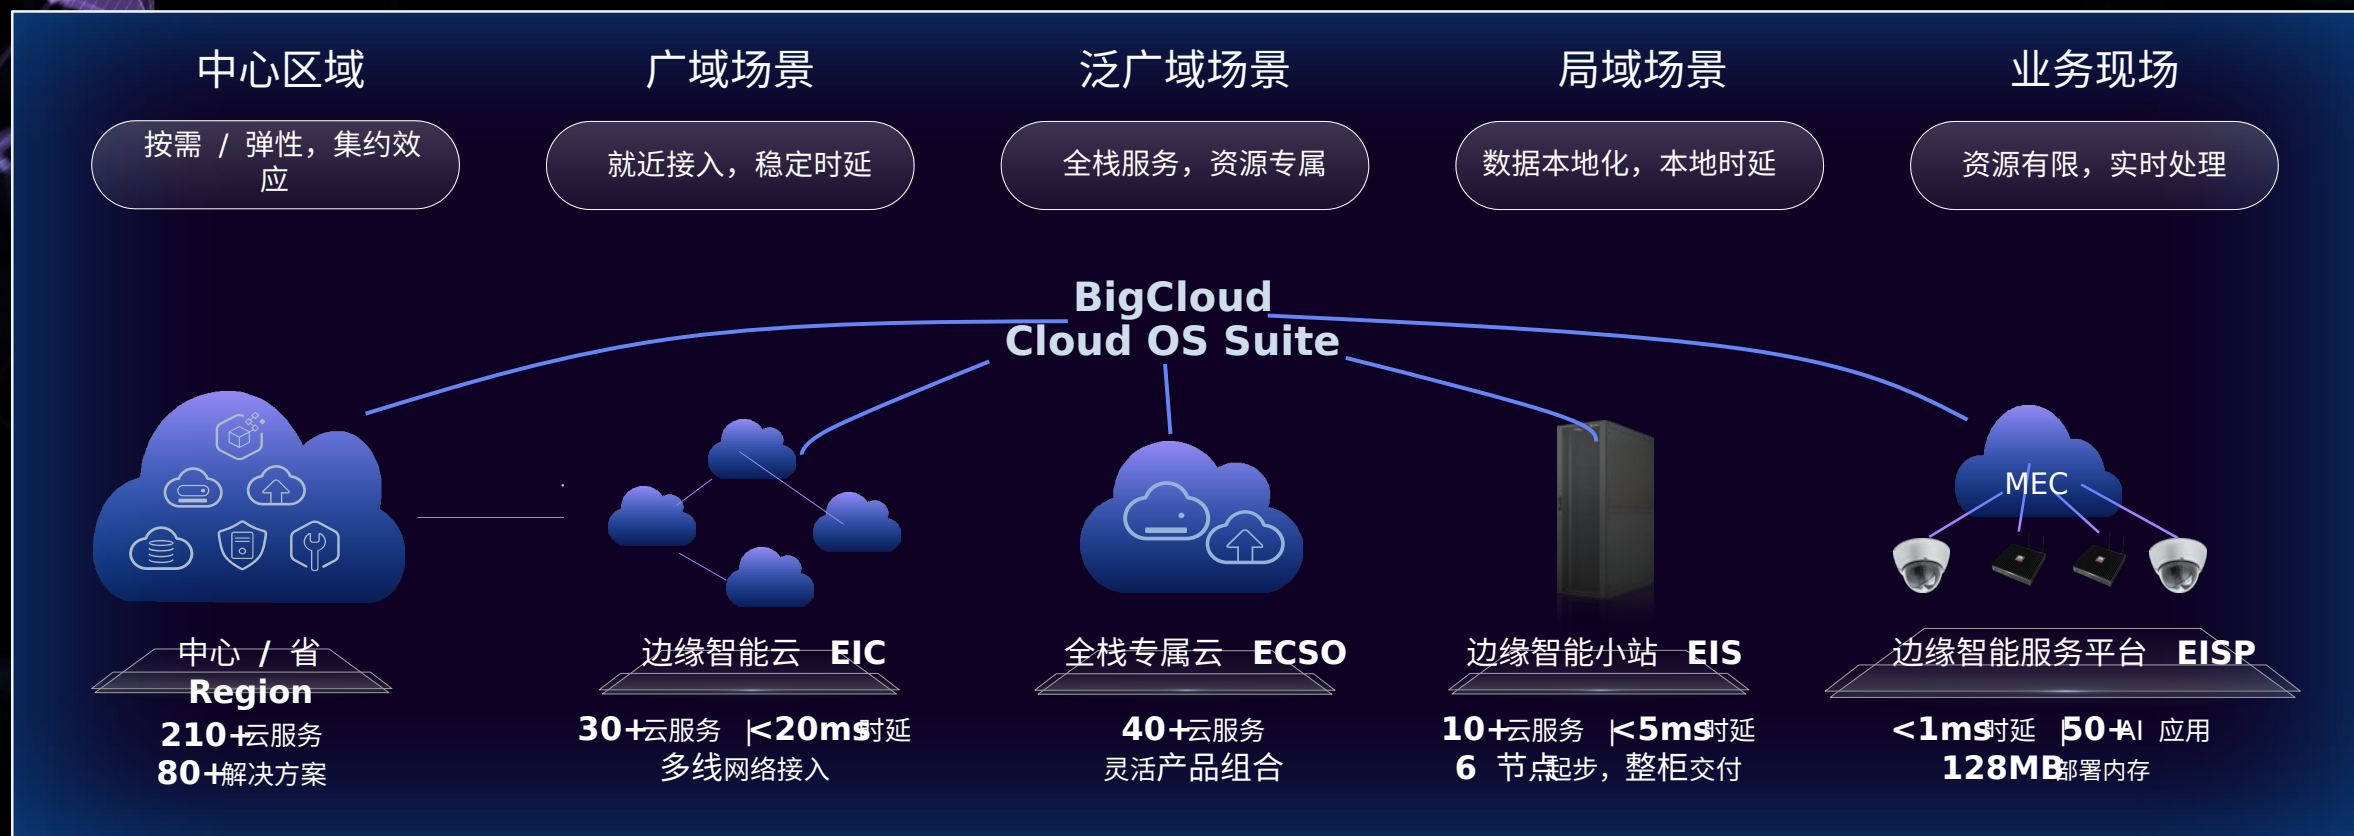 中心区域
广域场景
泛广域场景
局域场景
业务现场
按需 / 弹性，集约效
应
就近接入，稳定时延
全栈服务，资源专属
数据本地化，本地时延
资源有限，实时处理
BigCloud
Cloud OS Suite
MEC
中心 / 省
Region
210+云服务
80+解决方案
边缘智能云 EIC
30+云服务 |<20ms时延
多线网络接入
全栈专属云 ECSO
40+云服务
灵活产品组合
边缘智能小站 EIS
10+云服务 |<5ms时延
6 节点起步，整柜交付
边缘智能服务平台 EISP
<1ms时延 |50+AI 应用
128MB部署内存